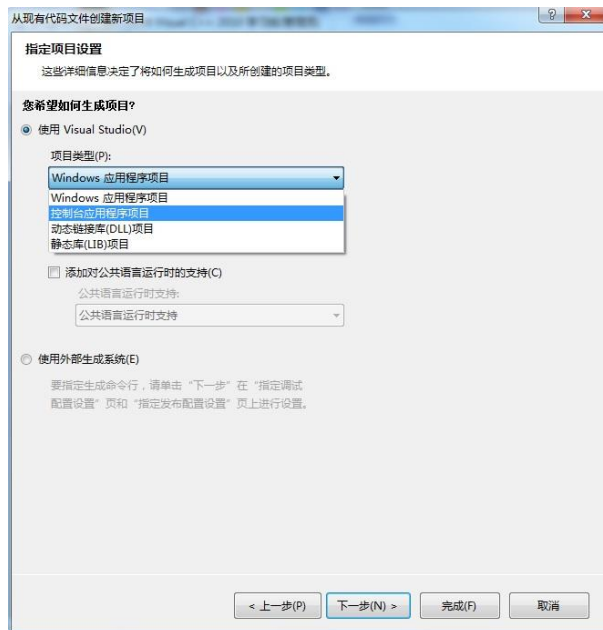 从现有代码文件创建新项目
指定项目设置
这些详细信息决定了将如何生成项目以及所创建的项目类型。
您希望如何生成项目?
使用 Visual Studio(V)
项目类型(P):
Windows 应用程序项目
Windows 应用程序项目
控制台应用程序项目
动态链接库(DLL)项目
静态库(LIB)项目
添加对公共语言运行时的支持(C)
公共语言运行时支持:
公共语言运行时支持
使用外部生成系统(E)
要指定生成命令行，请单击“下一步”在“指定调试
配置设置”页和“指定发布配置设置”页上进行设置。
< 上一步(P)
下一步(N) >
完成(F)
取消